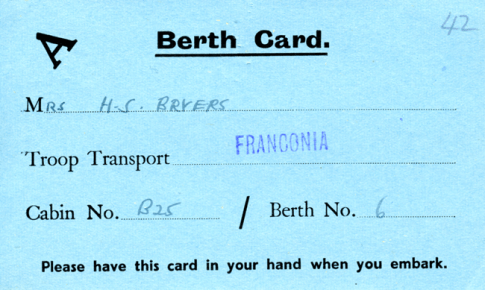 42
A
Berth Card.
MRS H-S. BRYERS
Troop Transport FRANCONIA
Cabin No. B25 / Berth No. 6
Please have this card in your hand when you embark.